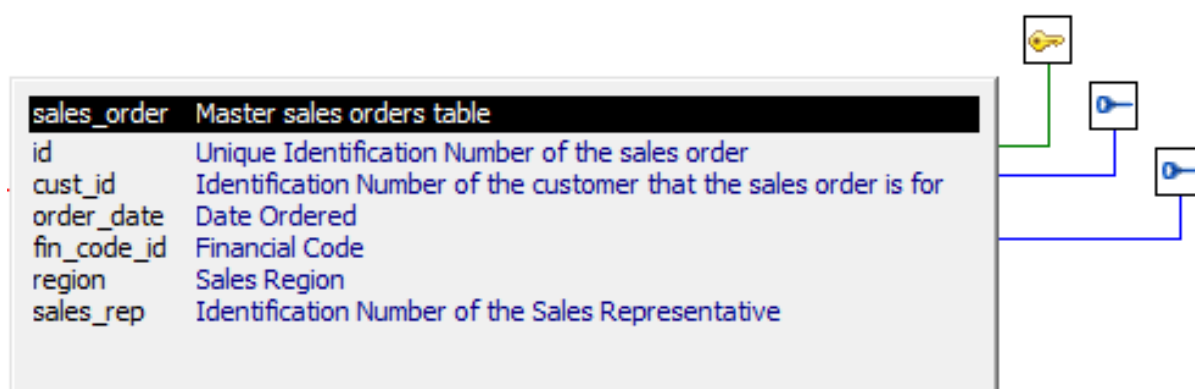 sales_order Master sales orders table
id Unique Identification Number of the sales order
cust_id Identification Number of the customer that the sales order is for
order_date Date Ordered
fin_code_id Financial Code
region Sales Region
sales_rep Identification Number of the Sales Representative